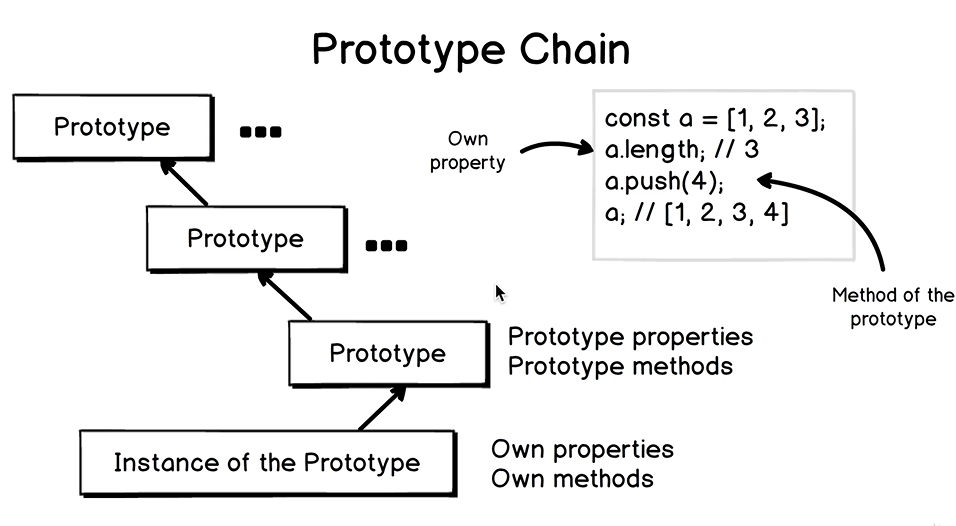 Prototype Chain
Prototype
Own
property
const a = [1, 2, 3];
a.length; // 3
a.push(4);
a; // [1, 2, 3, 4]
Prototype
Method of the
prototype
Prototype
Prototype properties
Prototype methods
Instance of the Prototype
Own properties
Own methods